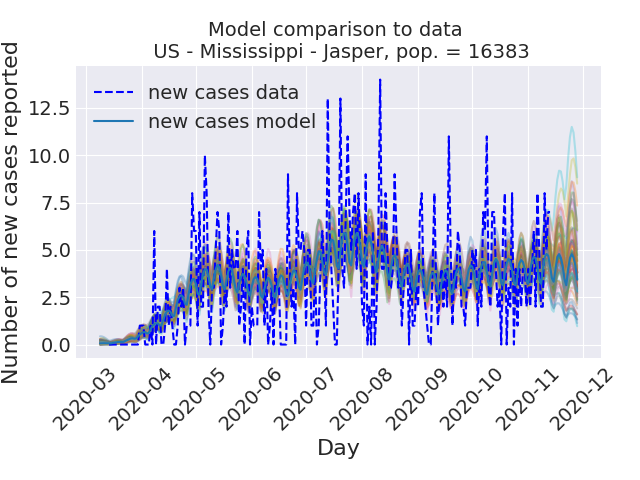 Model comparison to data
US - Mississippi - Jasper, pop. = 16383
new cases data
new cases model
Number of new cases reported
12.5
10.0
7.5
5.0
2.5
0.0
2020-03
2020-04
2020-05
2020-06
2020-07
2020-08
2020-09
2020-10
2020-11
2020-12
Day